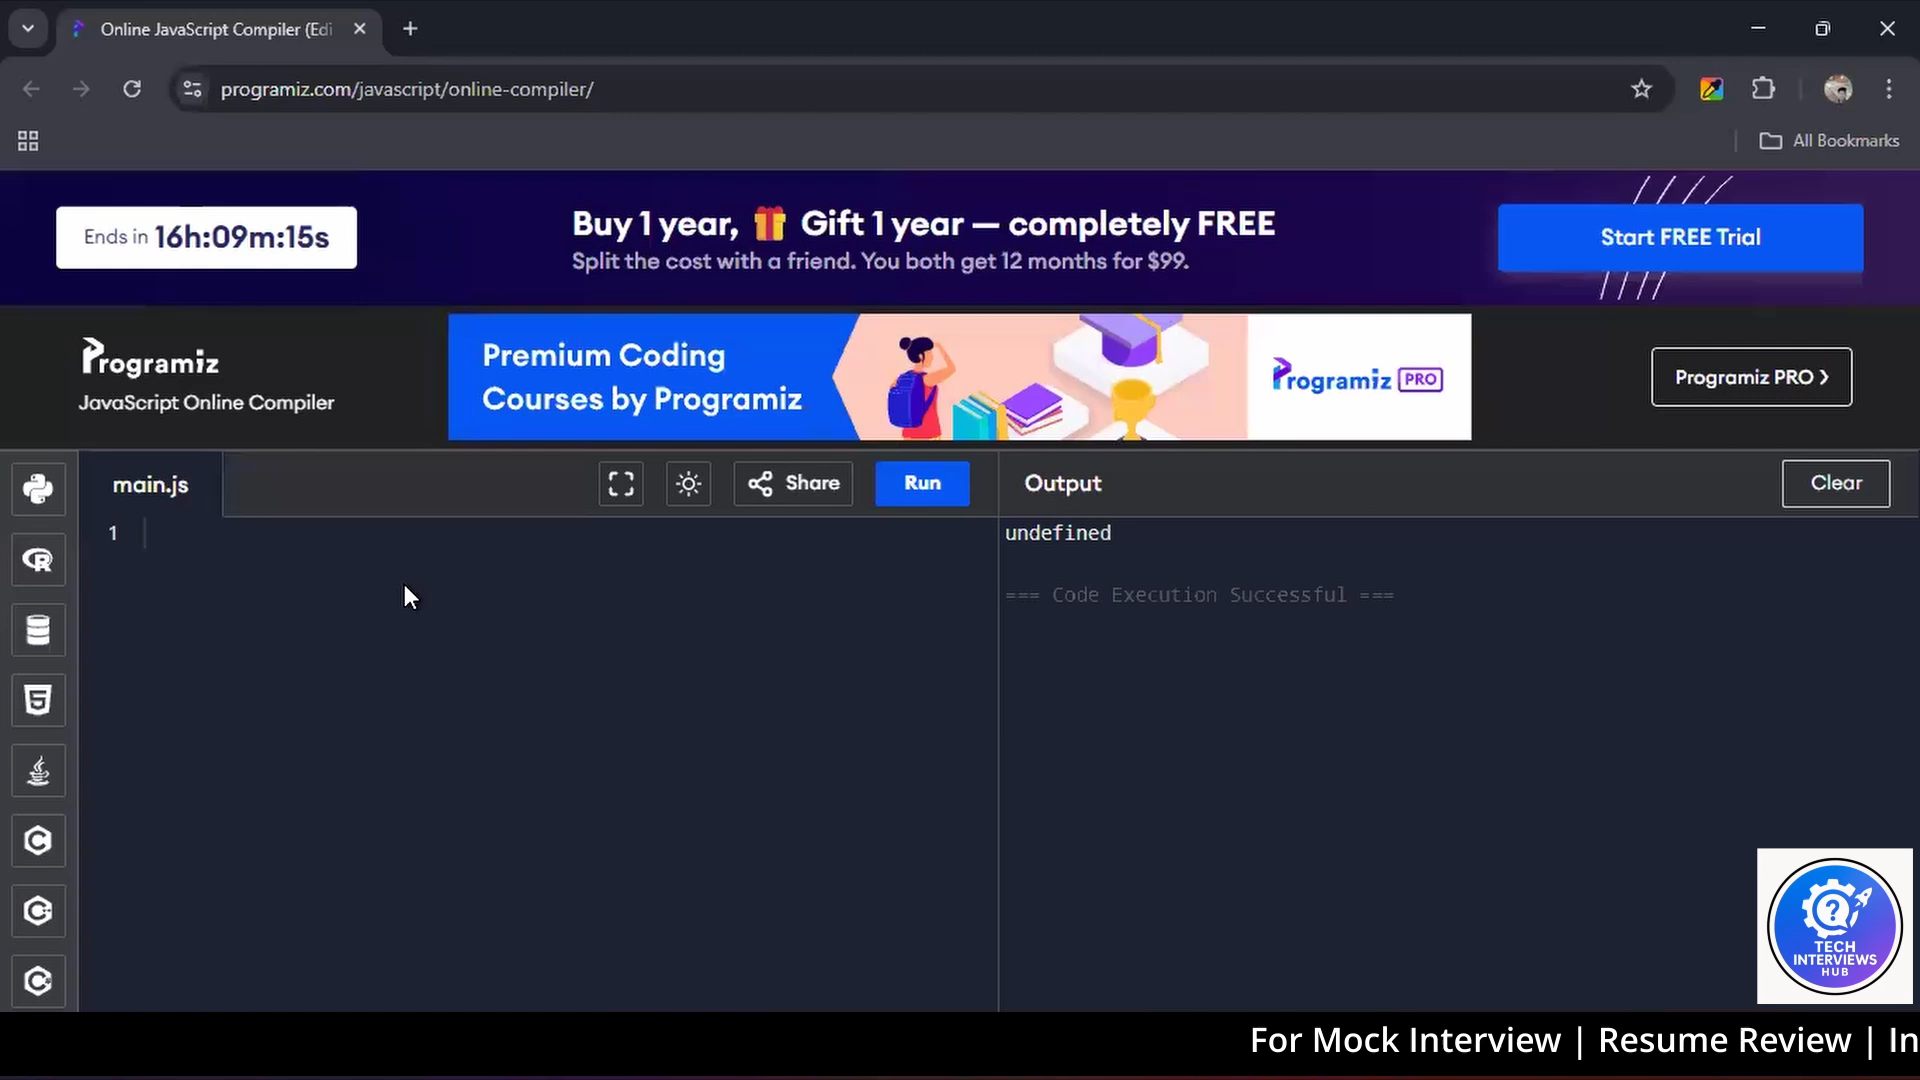 Online JavaScript Compiler (Edi
programiz.com/javascript/online-compiler/
All Bookmarks
Ends in 16h:09m:15s
Buy 1 year, 🎁 Gift 1 year — completely FREE
Split the cost with a friend. You both get 12 months for $99.
Start FREE Trial
Programiz
JavaScript Online Compiler
Premium Coding
Courses by Programiz
Programiz PRO
Programiz PRO ❯
main.js
Share
Run
Output
Clear
1
undefined
=== Code Execution Successful ===
TECH
INTERVIEWS
HUB
For Mock Interview | Resume Review | In